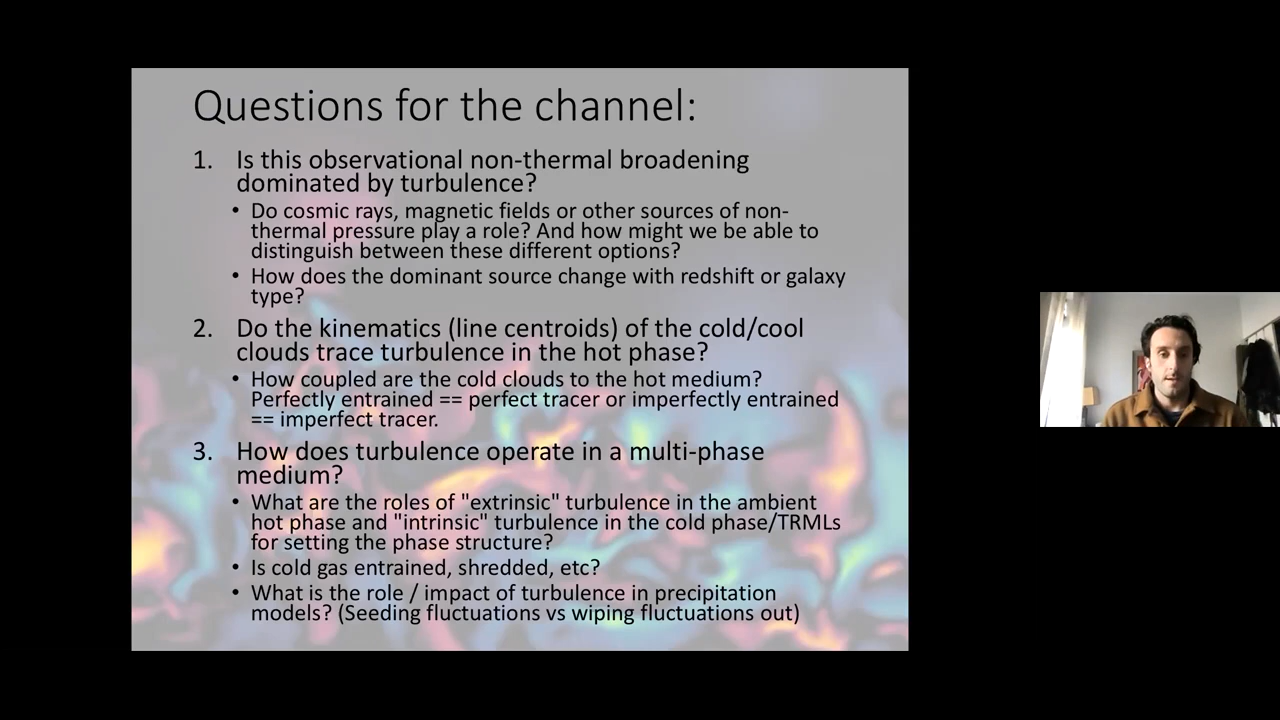 Questions for the channel:
1. Is this observational non-thermal broadening
dominated by turbulence?
• Do cosmic rays, magnetic fields or other sources of non-
thermal pressure play a role? And how might we be able to
distinguish between these different options?
• How does the dominant source change with redshift or galaxy
type?
2. Do the kinematics (line centroids) of the cold/cool
clouds trace turbulence in the hot phase?
• How coupled are the cold clouds to the hot medium?
Perfectly entrained == perfect tracer or imperfectly entrained
== imperfect tracer.
3. How does turbulence operate in a multi-phase
medium?
• What are the roles of "extrinsic" turbulence in the ambient
hot phase and "intrinsic" turbulence in the cold phase/TRMLs
for setting the phase structure?
• Is cold gas entrained, shredded, etc?
• What is the role / impact of turbulence in precipitation
models? (Seeding fluctuations vs wiping fluctuations out)